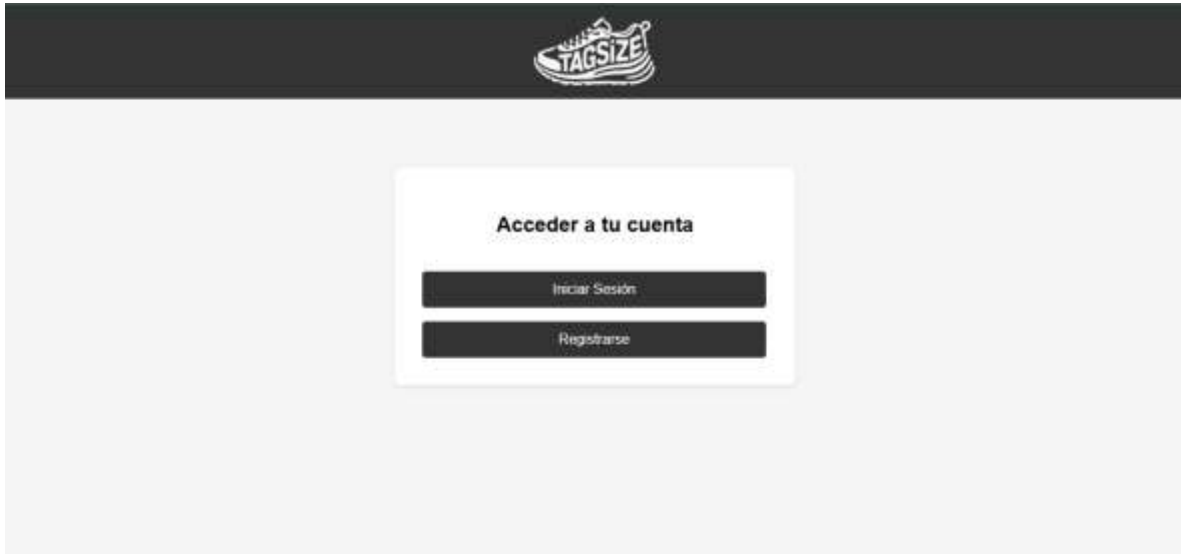 TAGSiZE
Acceder a tu cuenta
Iniciar Sesión
Registrarse